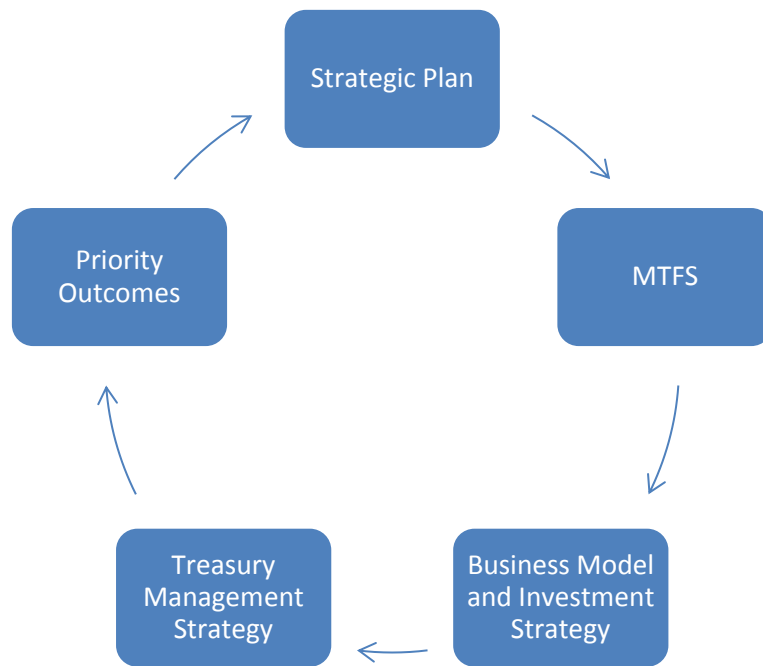 Strategic Plan
MTFS
Business Model
and Investment
Strategy
Treasury
Management
Strategy
Priority
Outcomes